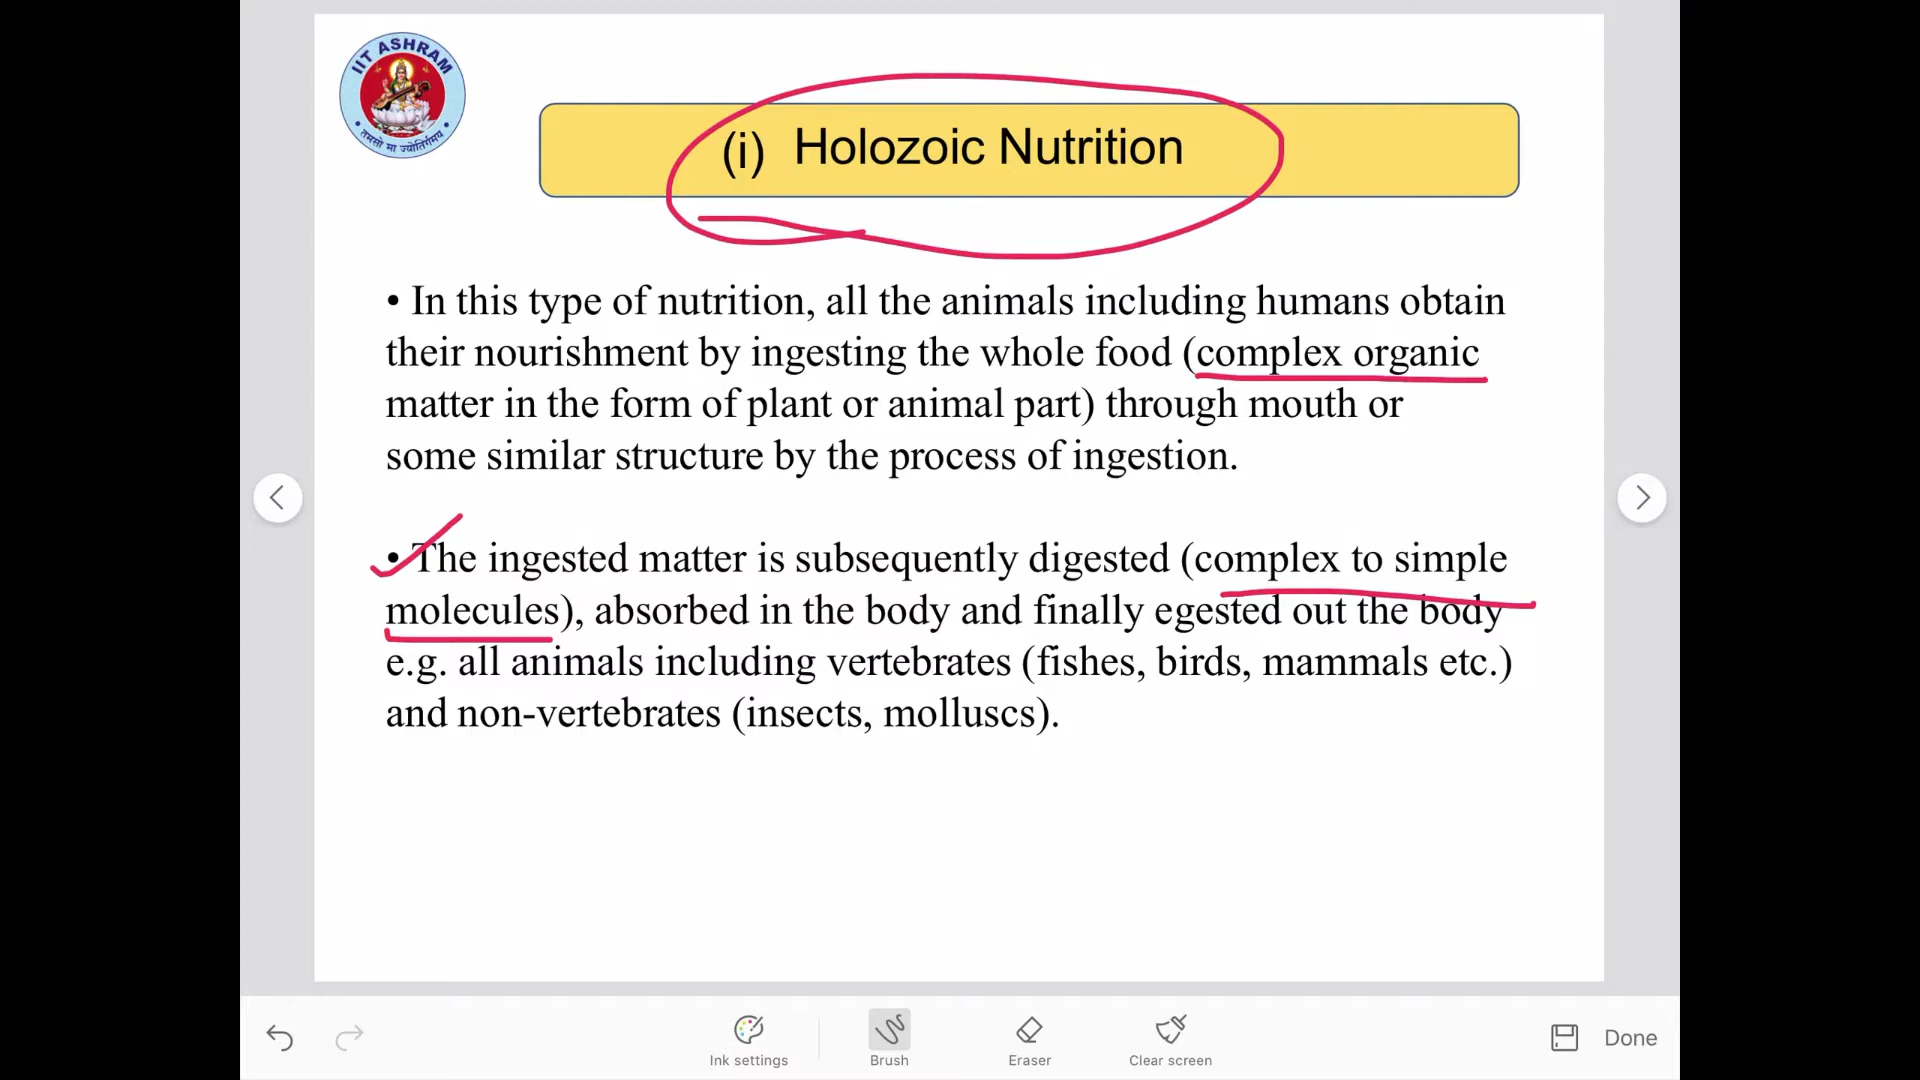 IIT ASHRAM
तमसो मा ज्योतिर्गमय
(i) Holozoic Nutrition
• In this type of nutrition, all the animals including humans obtain
their nourishment by ingesting the whole food (complex organic
matter in the form of plant or animal part) through mouth or
some similar structure by the process of ingestion.
• The ingested matter is subsequently digested (complex to simple
molecules), absorbed in the body and finally egested out the body
e.g. all animals including vertebrates (fishes, birds, mammals etc.)
and non-vertebrates (insects, molluscs).
Ink settings
Brush
Eraser
Clear screen
Done